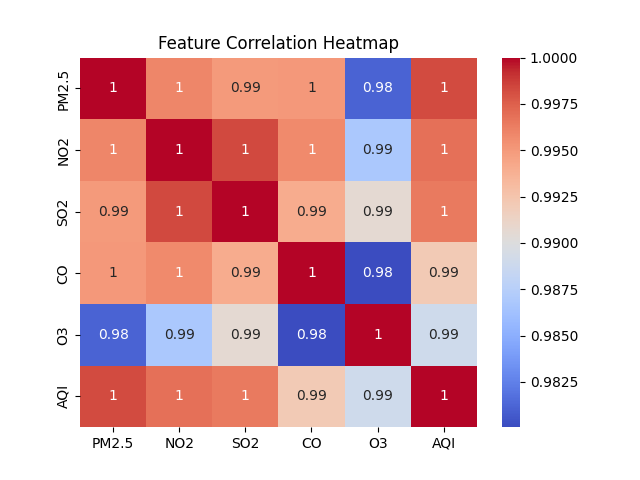 Feature Correlation Heatmap
PM2.5 1 1 0.99 1 0.98 1
NO2 1 1 1 1 0.99 1
SO2 0.99 1 1 0.99 0.99 1
CO 1 1 0.99 1 0.98 0.99
O3 0.98 0.99 0.99 0.98 1 0.99
AQI 1 1 1 0.99 0.99 1
PM2.5 NO2 SO2 CO O3 AQI
1.0000
0.9975
0.9950
0.9925
0.9900
0.9875
0.9850
0.9825